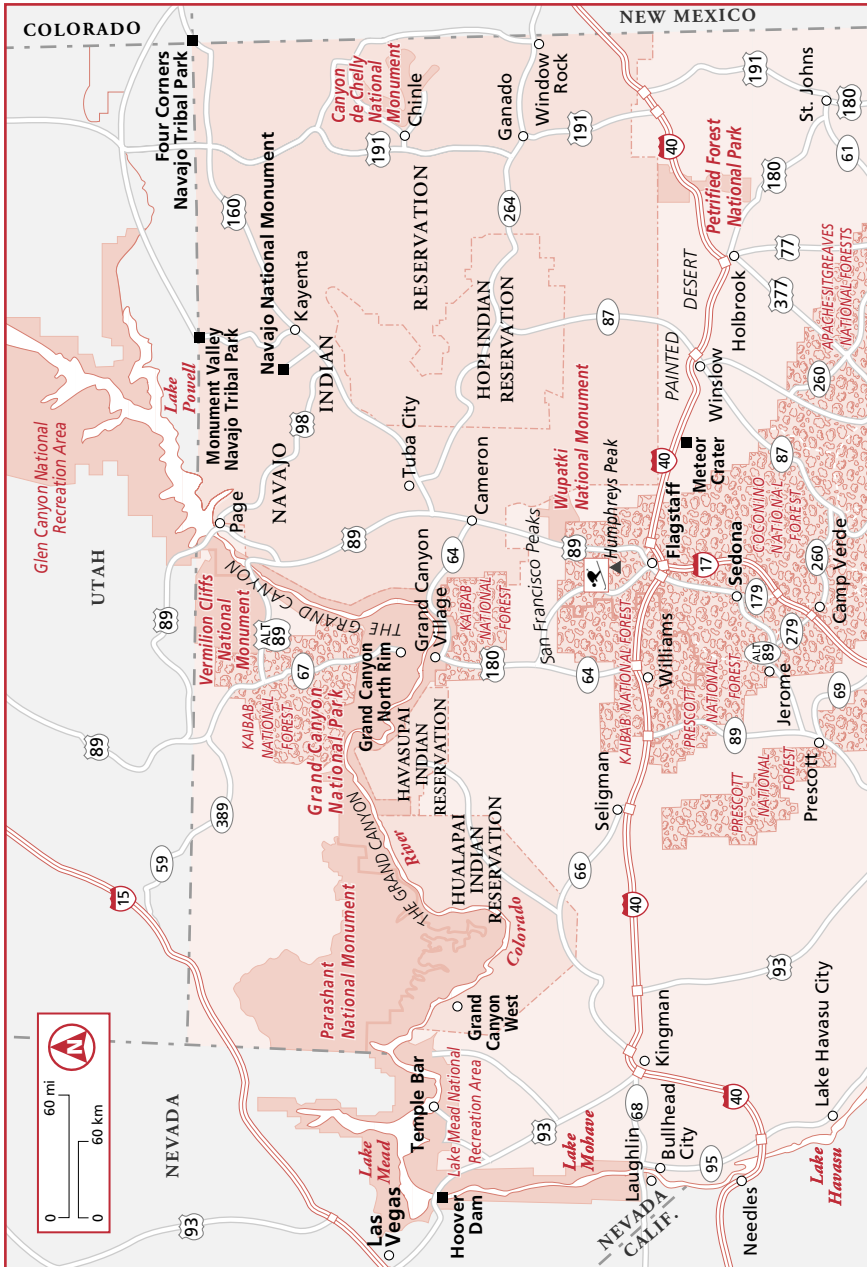 COLORADO
NEW MEXICO
UTAH
NEVADA
NEVADA
CALIF.
0
60 mi
0
60 km
N
Four Corners
Navajo Tribal Park
Canyon
de Chelly
National
Monument
Chinle
Ganado
Window
Rock
St. Johns
191
191
191
191
180
61
180
40
160
264
Navajo National Monument
Kayenta
Monument Valley
Navajo Tribal Park
Lake
Powell
Glen Canyon National
Recreation Area
Page
98
NAVAJO
INDIAN
RESERVATION
HOPI INDIAN
RESERVATION
Tuba City
Cameron
87
Petrified Forest
National Park
PAINTED
DESERT
Holbrook
77
377
APACHE-SITGREAVES
NATIONAL FORESTS
260
Winslow
87
Meteor
Crater
40
Wupatki
National Monument
Humphreys Peak
San Francisco Peaks
89
Flagstaff
COCONINO
NATIONAL
FOREST
17
Sedona
179
260
Camp Verde
279
ALT
89
Jerome
69
Prescott
89
PRESCOTT
NATIONAL
FOREST
PRESCOTT
NATIONAL
FOREST
Williams
KAIBAB NATIONAL FOREST
64
180
KAIBAB
NATIONAL
FOREST
64
Grand Canyon
Village
89
THE GRAND CANYON
Vermilion Cliffs
National
Monument
ALT
89
67
Grand Canyon
North Rim
KAIBAB
NATIONAL
FOREST
Grand Canyon
National Park
89
89
389
59
15
HAVASUPAI
INDIAN
RESERVATION
THE GRAND CANYON
HUALAPAI
INDIAN
RESERVATION
Colorado
River
Parashant
National Monument
Grand
Canyon
West
Seligman
66
40
93
Kingman
Temple Bar
Lake Mead National
Recreation Area
Lake
Mead
93
Las
Vegas
Hoover
Dam
93
Lake
Mohave
68
Laughlin
Bullhead
City
95
40
Needles
Lake
Havasu
Lake Havasu City